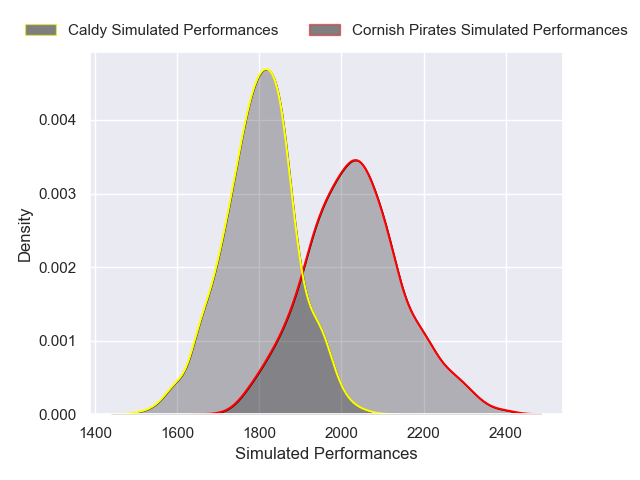 Caldy Simulated Performances
Cornish Pirates Simulated Performances
Density
0.004
0.003
0.002
0.001
0.000
1400 1600 1800 2000 2200 2400
Simulated Performances